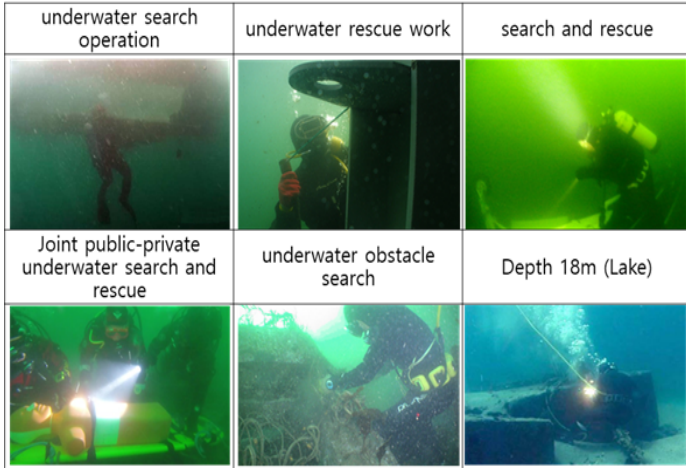 underwater search
operation
underwater rescue work
search and rescue
Joint public-private
underwater search and
rescue
underwater obstacle
search
Depth 18m (Lake)